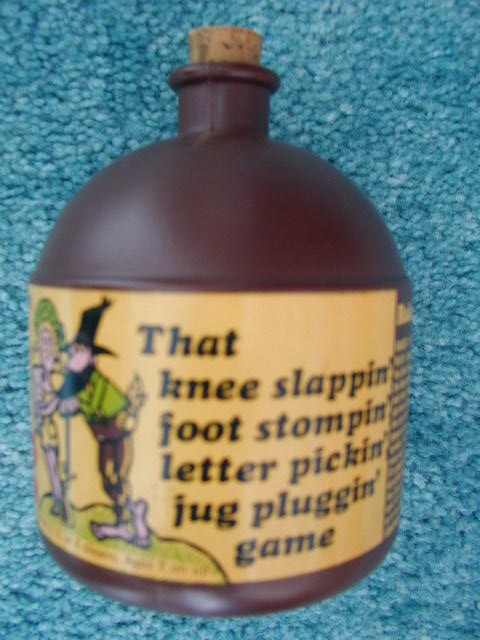 That
knee slappin'
foot stompin'
letter pickin'
jug pluggin'
game